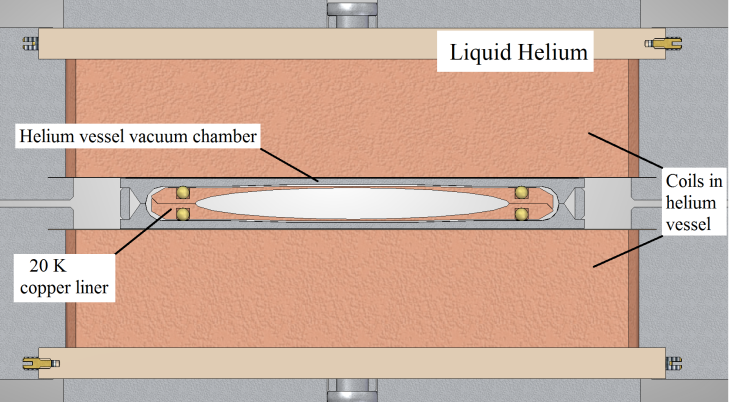 Liquid Helium
Helium vessel vacuum chamber
Coils in
helium
vessel
20 K
copper liner